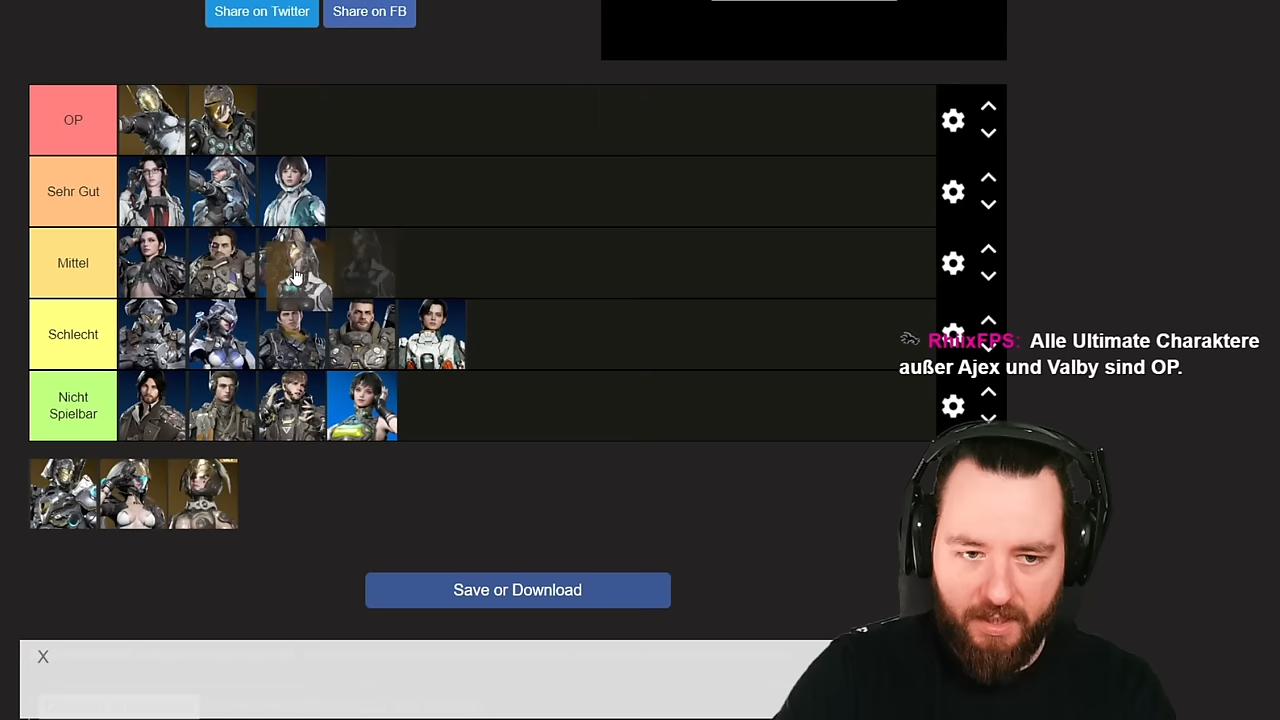 Share on Twitter
Share on FB
OP
Sehr Gut
Mittel
Schlecht
RhiixFPS: Alle Ultimate Charaktere
außer Ajex und Valby sind OP.
Nicht
Spielbar
Save or Download
X